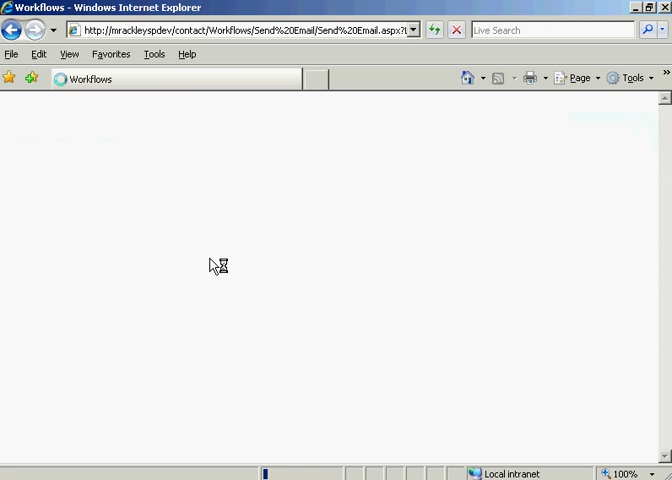 Workflows - Windows Internet Explorer
http://mrackleyspdev/contact/Workflows/Send%20Email/Send%20Email.aspx?L
Live Search
File Edit View Favorites Tools Help
Workflows
Page Tools »
Local intranet
100%